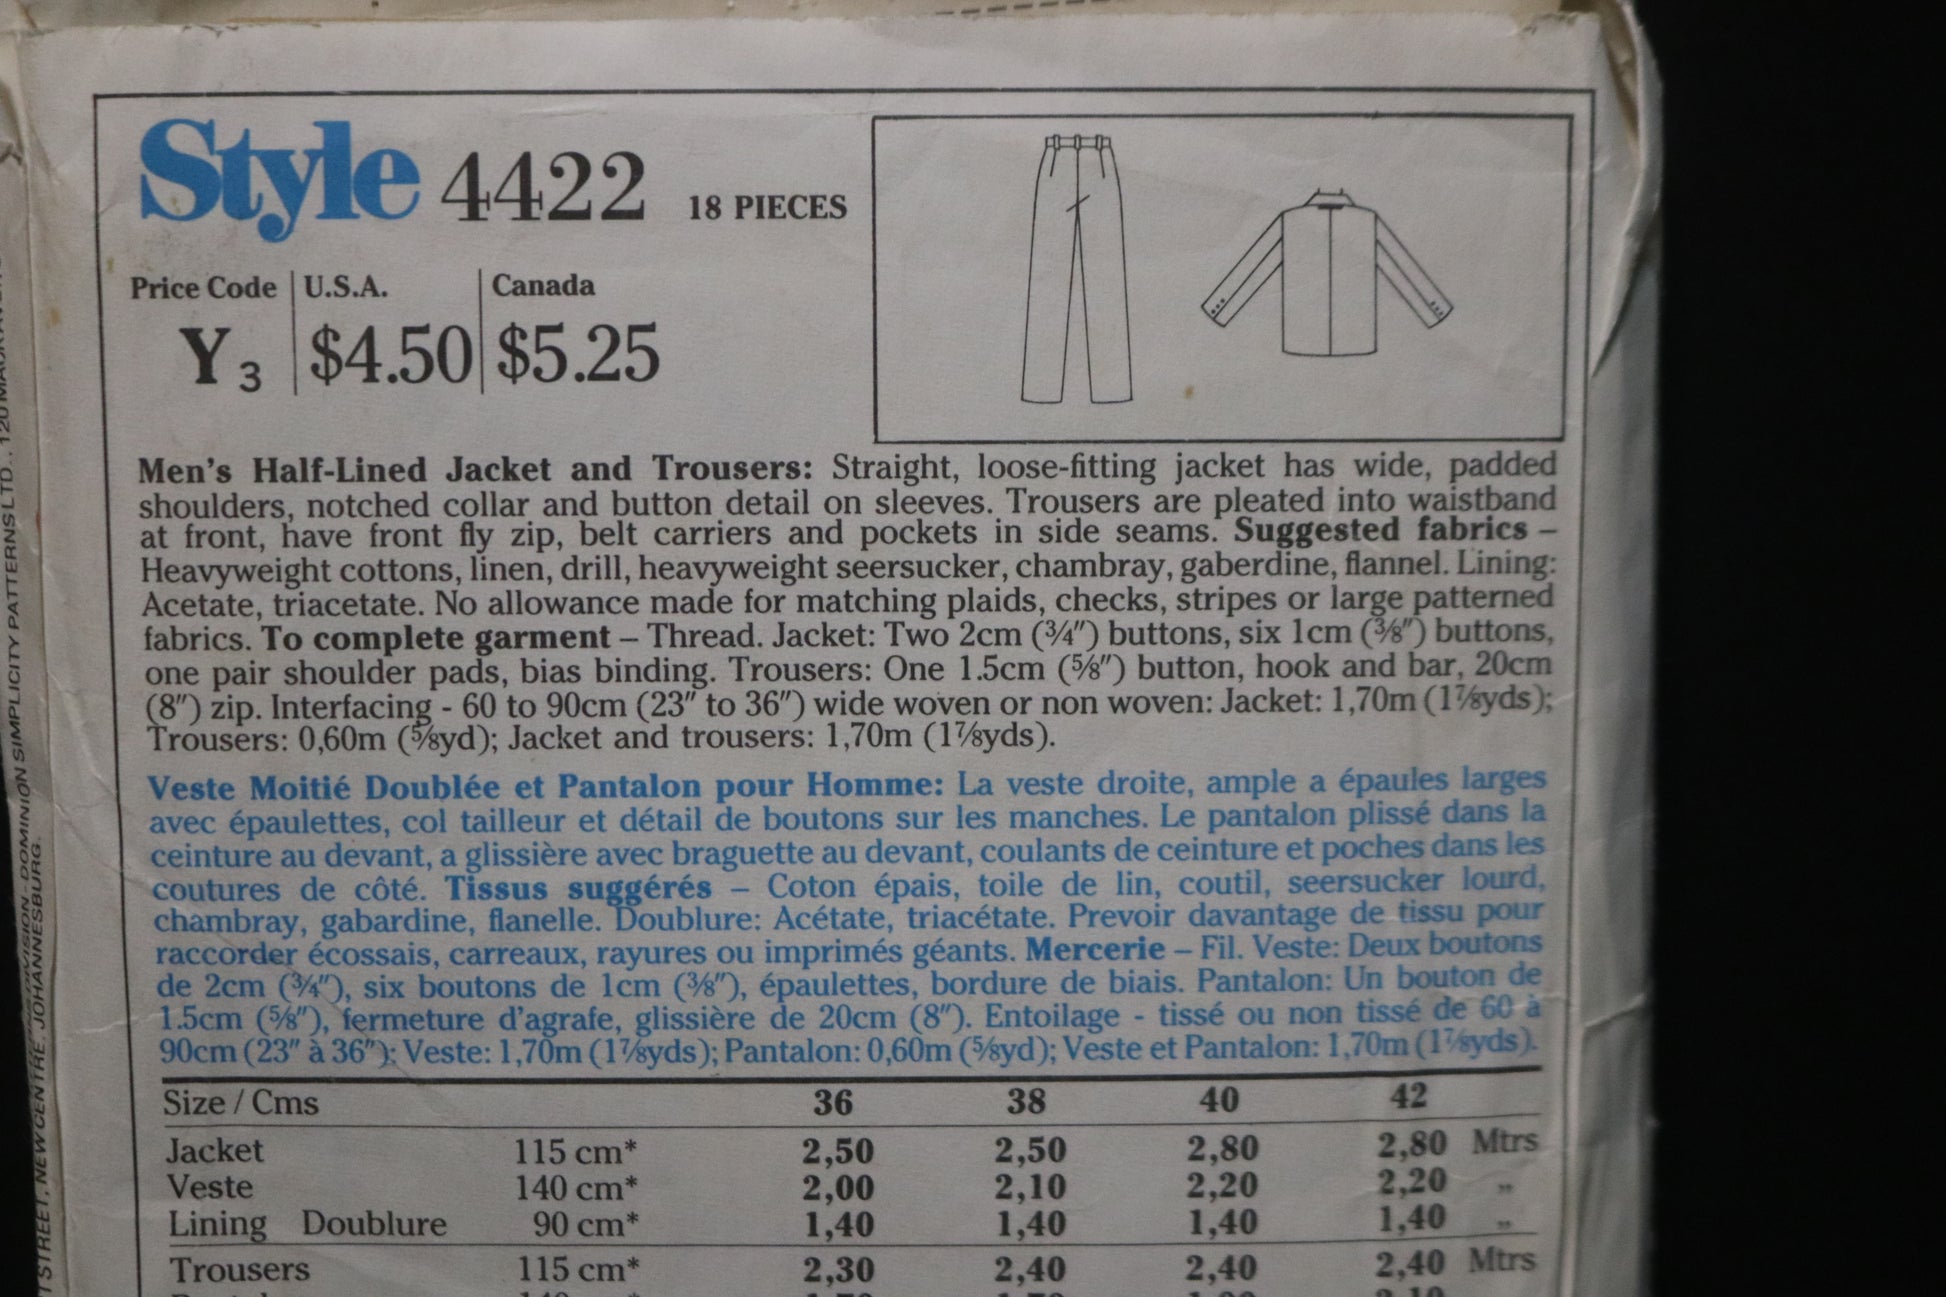 Style 4422 18 PIECES
Price Code U.S.A. Canada
Y3 $4.50 $5.25
Men's Half-Lined Jacket and Trousers: Straight, loose-fitting jacket has wide, padded
shoulders, notched collar and button detail on sleeves. Trousers are pleated into waistband
at front, have front fly zip, belt carriers and pockets in side seams. Suggested fabrics –
Heavyweight cottons, linen, drill, heavyweight seersucker, chambray, gaberdine, flannel. Lining:
Acetate, triacetate. No allowance made for matching plaids, checks, stripes or large patterned
fabrics. To complete garment – Thread. Jacket: Two 2cm (¾″) buttons, six 1cm (⅜″) buttons,
one pair shoulder pads, bias binding. Trousers: One 1.5cm (⅝″) button, hook and bar, 20cm
(8″) zip. Interfacing - 60 to 90cm (23″ to 36″) wide woven or non woven: Jacket: 1,70m (1⅞yds);
Trousers: 0,60m (⅝yd); Jacket and trousers: 1,70m (1⅞yds).
Veste Moitié Doublée et Pantalon pour Homme: La veste droite, ample a épaules larges
avec épaulettes, col tailleur et détail de boutons sur les manches. Le pantalon plissé dans la
ceinture au devant, a glissière avec braguette au devant, coulants de ceinture et poches dans les
coutures de côté. Tissus suggérés – Coton épais, toile de lin, coutil, seersucker lourd,
chambray, gabardine, flanelle. Doublure: Acétate, triacétate. Prevoir davantage de tissu pour
raccorder écossais, carreaux, rayures ou imprimés géants. Mercerie – Fil. Veste: Deux boutons
de 2cm (¾″), six boutons de 1cm (⅜″), épaulettes, bordure de biais. Pantalon: Un bouton de
1.5cm (⅝″), fermeture d'agrafe, glissière de 20cm (8″). Entoilage - tissé ou non tissé de 60 à
90cm (23″ à 36″): Veste: 1,70m (1⅞yds); Pantalon: 0,60m (⅝yd); Veste et Pantalon: 1,70m (1⅞yds).
Size / Cms 36 38 40 42
Jacket 115 cm* 2,50 2,50 2,80 2,80 Mtrs
Veste 140 cm* 2,00 2,10 2,20 2,20 ”
Lining Doublure 90 cm* 1,40 1,40 1,40 1,40 ”
Trousers 115 cm* 2,30 2,40 2,40 2,40 Mtrs
STREET, NEW CENTRE, JOHANNESBURG.
DIVISION - DOMINION SIMPLICITY PATTERNS LTD., 120